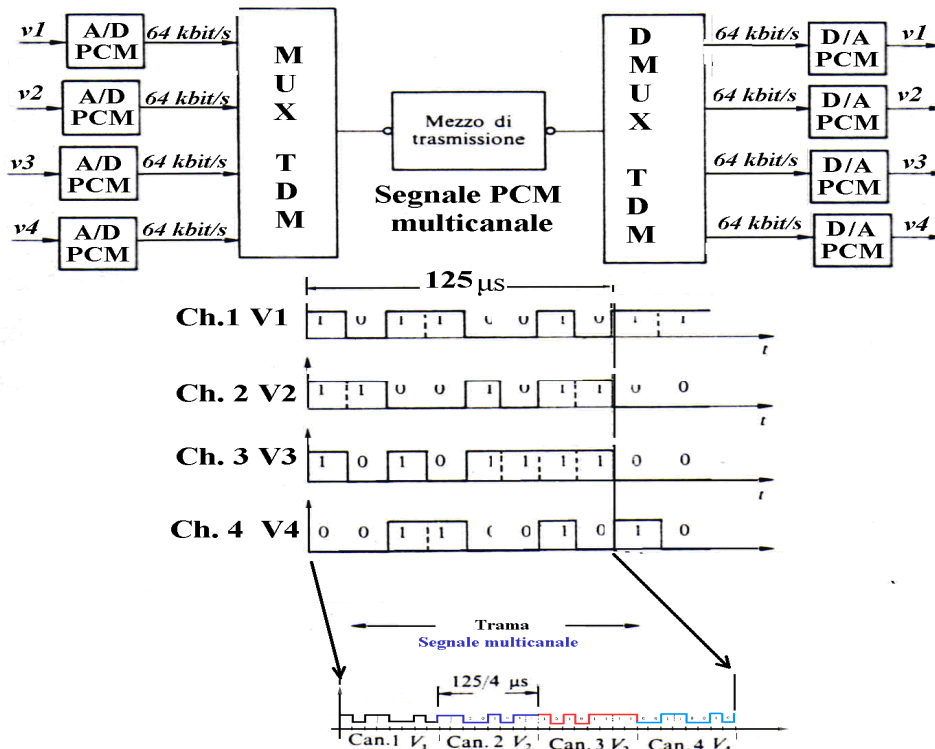 v1 A/D PCM 64 kbit/s
v2 A/D PCM 64 kbit/s
v3 A/D PCM 64 kbit/s
v4 A/D PCM 64 kbit/s
MUX TDM
Mezzo di
trasmissione
Segnale PCM
multicanale
DMUX TDM
64 kbit/s D/A PCM v1
64 kbit/s D/A PCM v2
64 kbit/s D/A PCM v3
64 kbit/s D/A PCM v4
125 μs
Ch.1 V1 1 0 1 1 0 0 1 0 1 1
t
Ch. 2 V2 1 1 0 0 1 0 1 1 0 0
t
Ch. 3 V3 1 0 1 0 1 1 1 1 0 0
t
Ch. 4 V4 0 0 1 1 0 0 1 0 1 0
Trama
Segnale multicanale
125/4 μs
Can.1 V1 Can. 2 V2 Can. 3 V3 Can. 4 V4